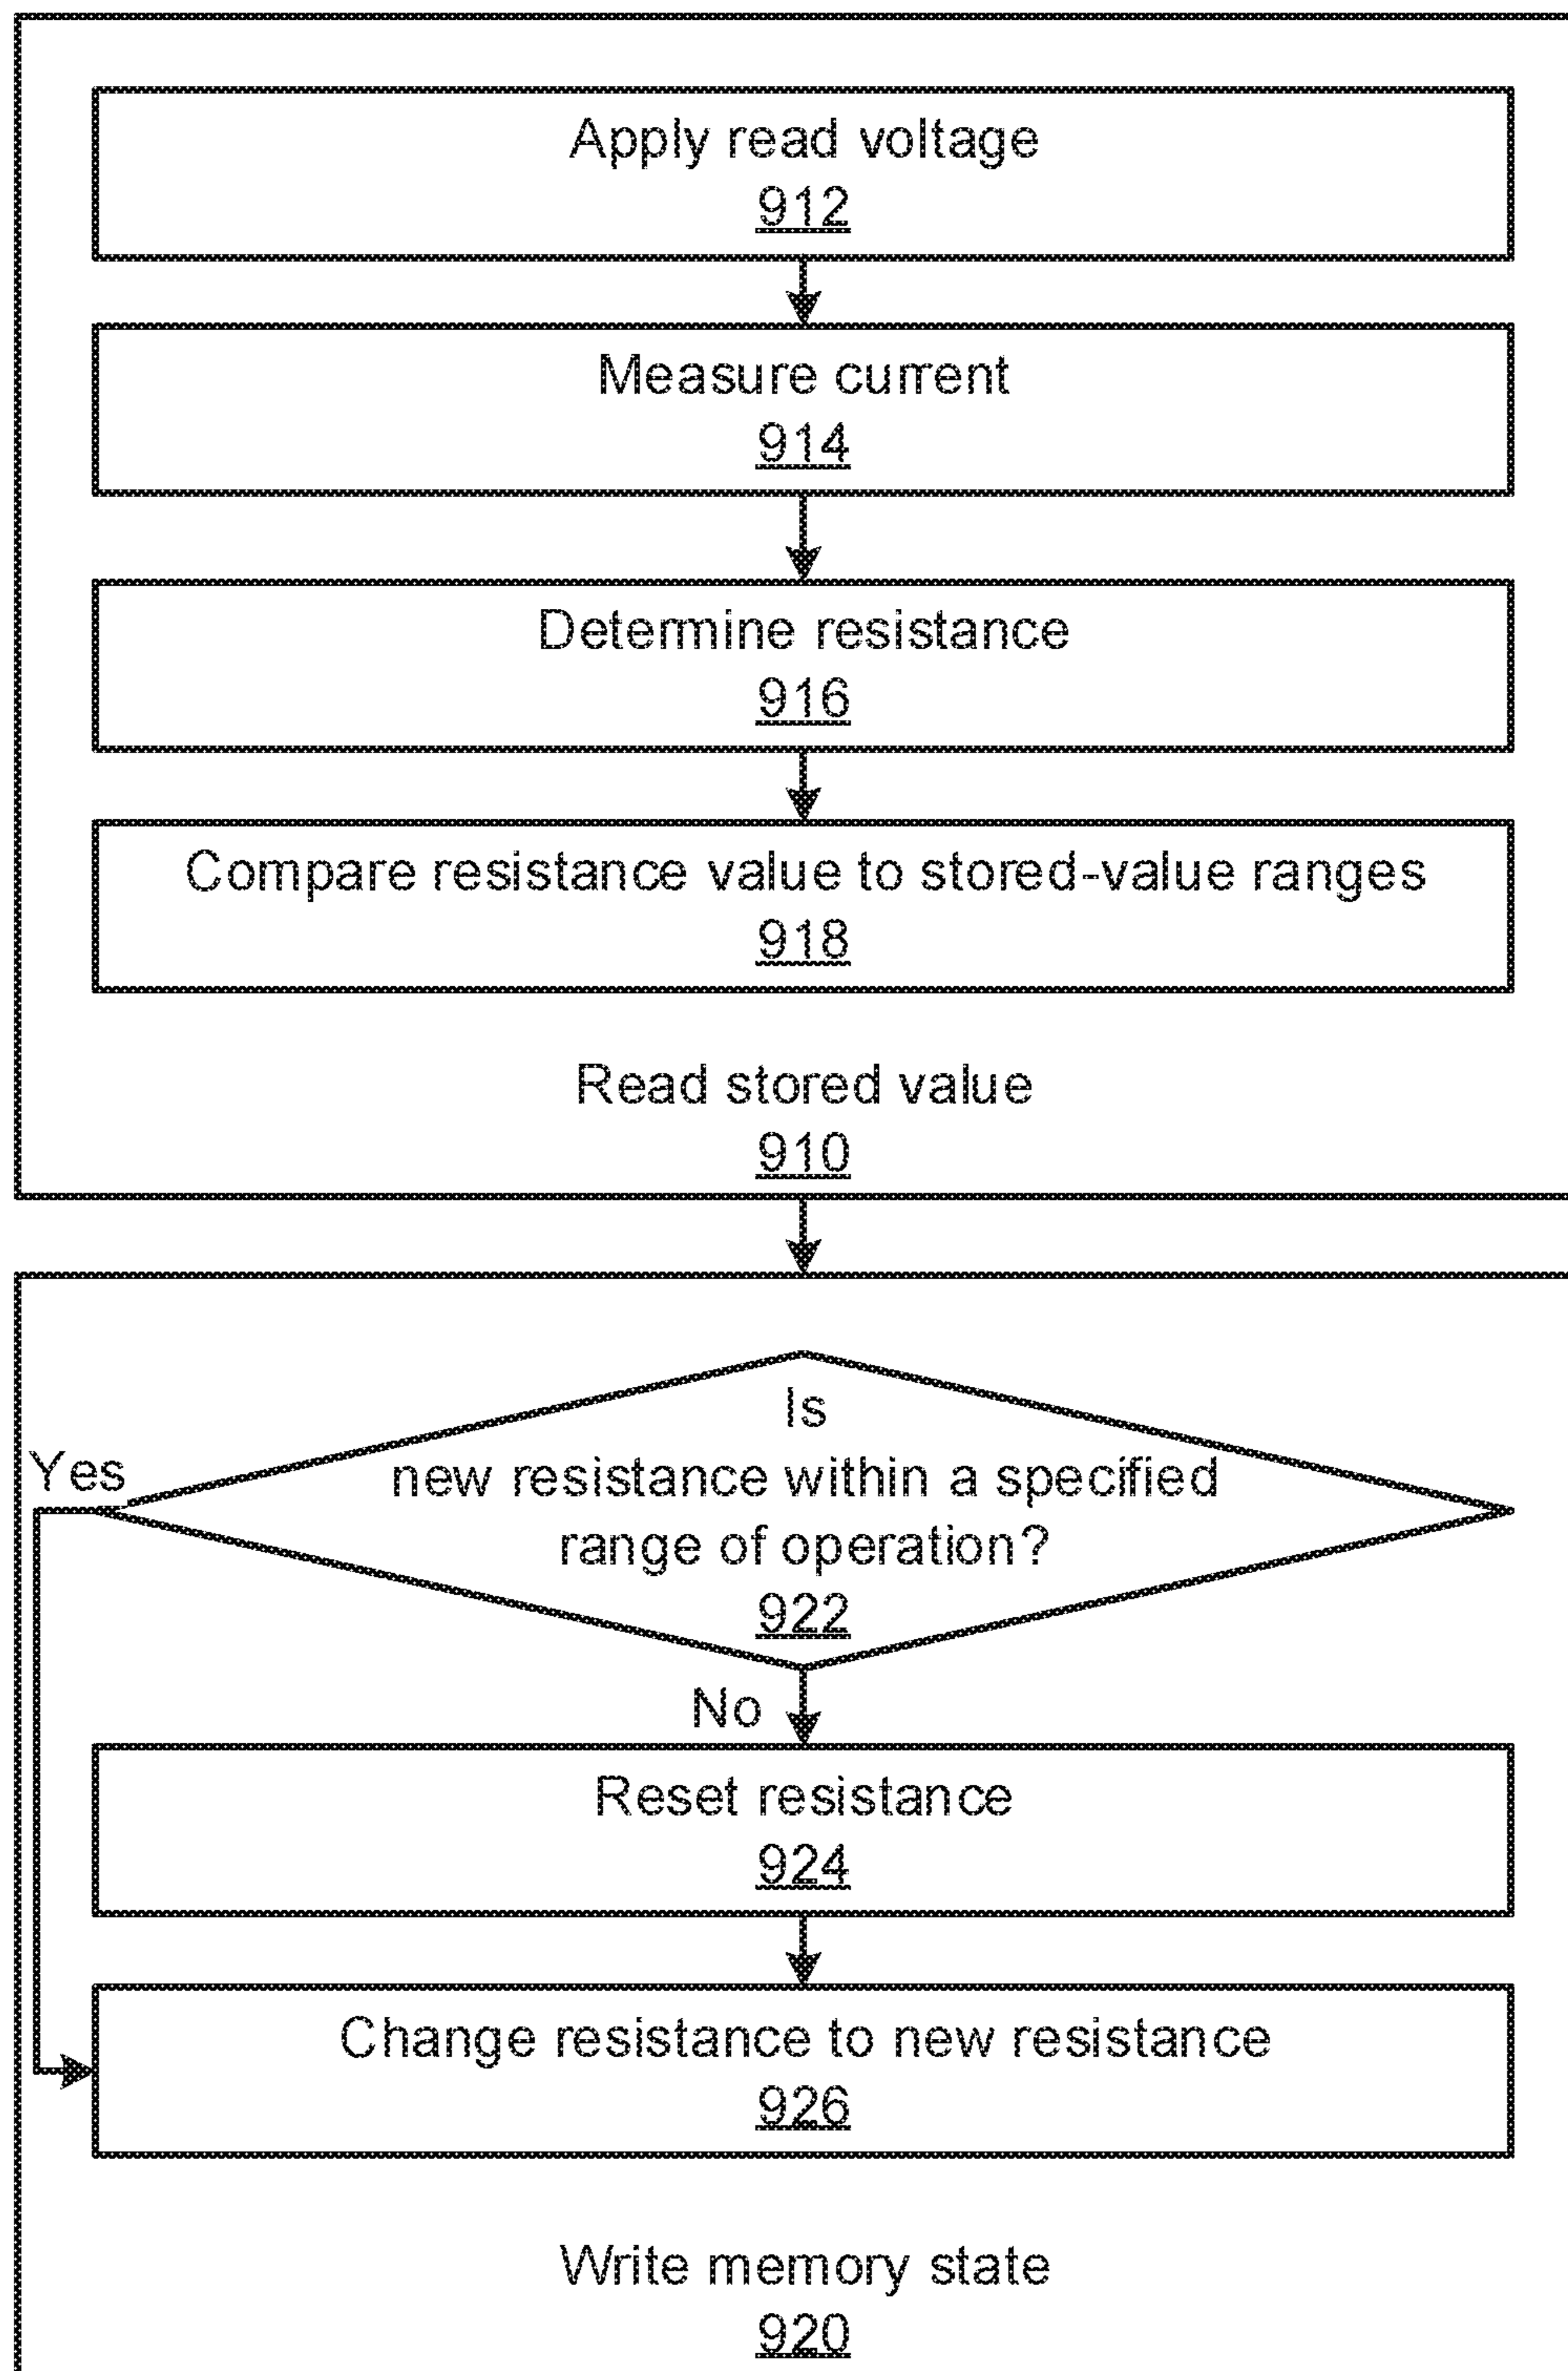 Apply read voltage
912
Measure current
914
Determine resistance
916
Compare resistance value to stored-value ranges
918
Read stored value
910
Is
new resistance within a specified
range of operation?
922
Yes
No
Reset resistance
924
Change resistance to new resistance
926
Write memory state
920